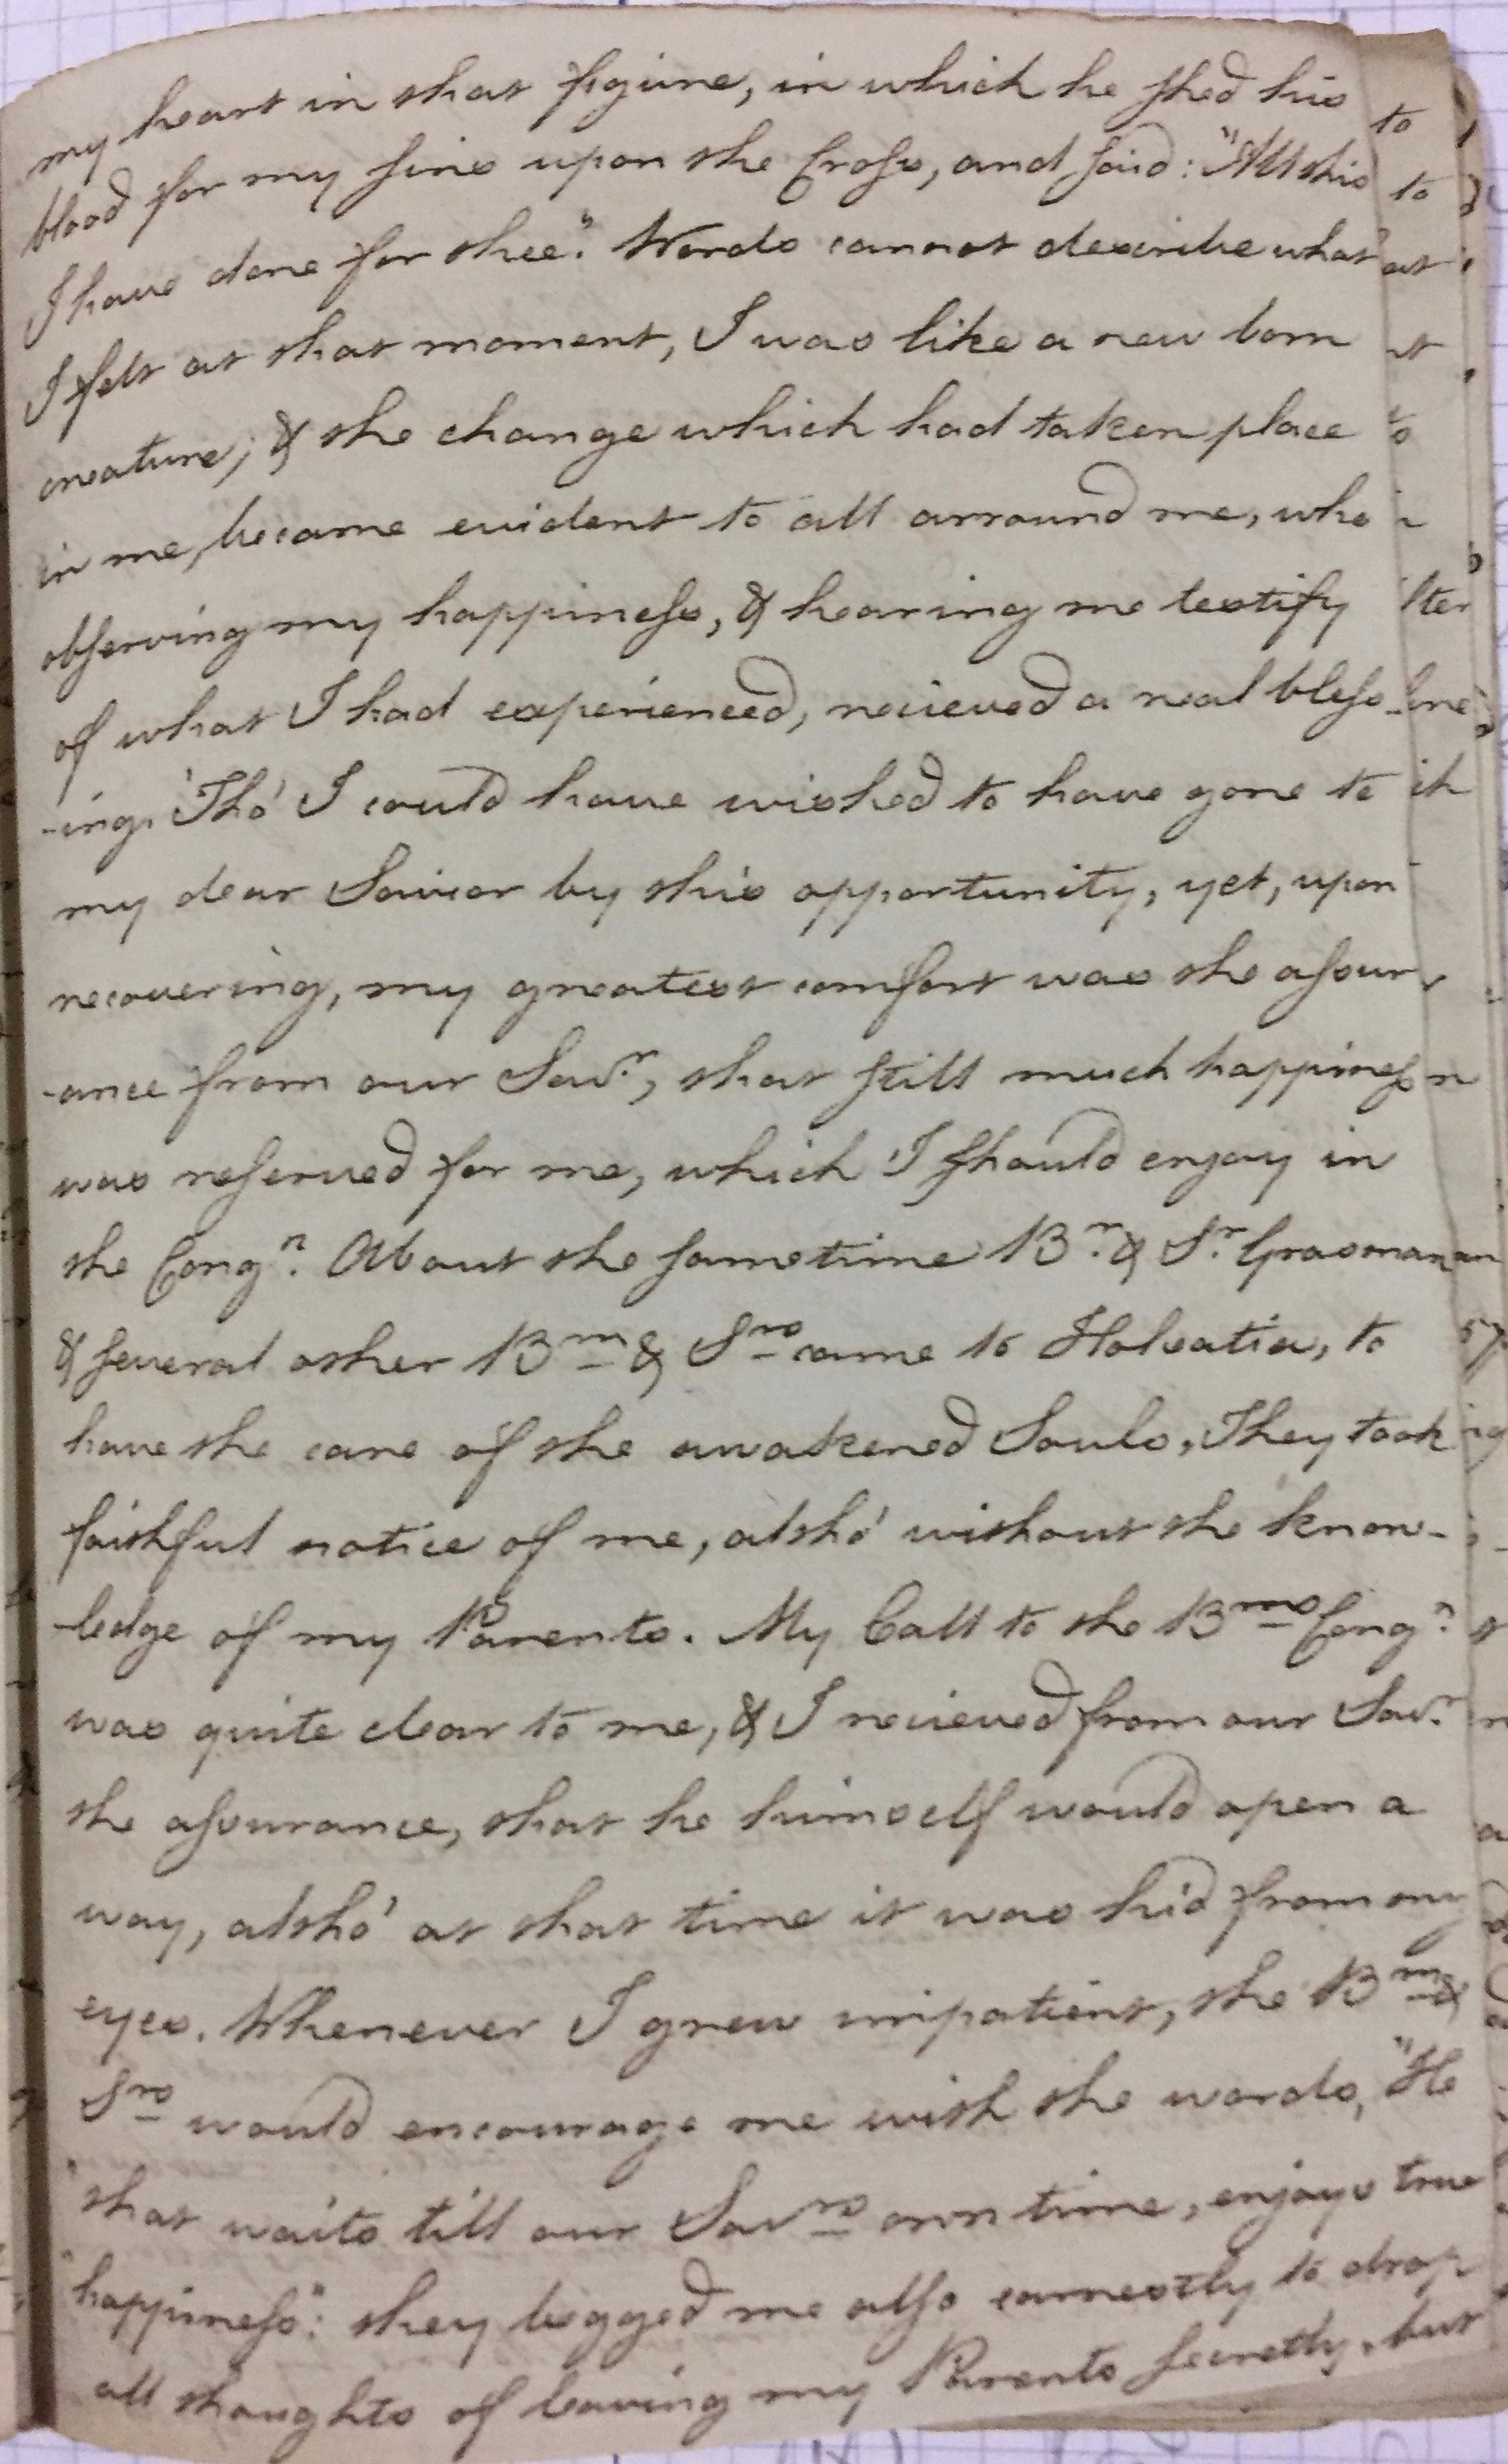 my heart in that figure, in which he shed his
blood for my sins upon the Cross, and said: "All this
I have done for thee". Words cannot describe what
I felt at that moment, I was like a new born
creature; & the change which had taken place
in me, became evident to all arround me, who
observing my happiness, & hearing me testify
of what I had experienced, recieved a real bless-
-ing. Tho' I could have wished to have gone to
my dear Savior by this opportunity, yet, upon
recovering, my greatest comfort was the assur
-ance from our Savr., that still much happiness
was reserved for me, which I should enjoy in
the Congn. About the same time Br. & Sr. Grasman
& several other Brn & Srs came to Holsatia, to
have the care of the awakened Souls, They took
faithful notice of me, altho' without the know-
-ledge of my Parents. My Call to the Brns Congn.
was quite clear to me, & I recieved from our Savr.
the assurance, that he himself would open a
way, altho' at that time it was hid from my
eyes. Whenever I grew impatient, the Brn &
Srs would encourage me with the words, "He
"that waits till our Savrs own time, enjoys true
"happiness": they begged me also earnestly to drop
all thoughts of leaving my Parents secretly, but